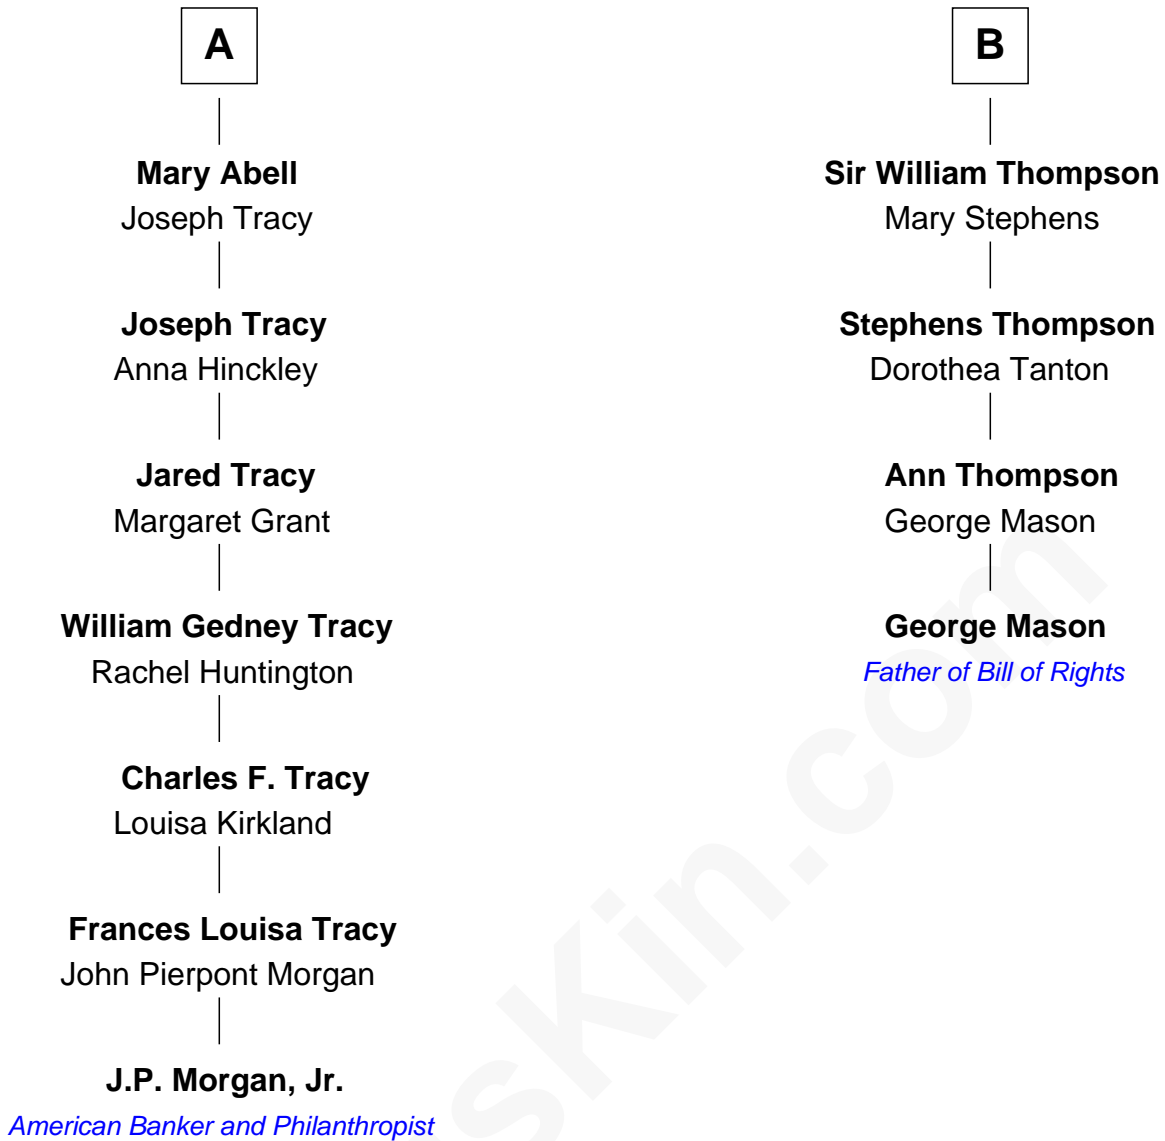 A
Mary Abell
Joseph Tracy
Joseph Tracy
Anna Hinckley
Jared Tracy
Margaret Grant
William Gedney Tracy
Rachel Huntington
Charles F. Tracy
Louisa Kirkland
Frances Louisa Tracy
John Pierpont Morgan
J.P. Morgan, Jr.
American Banker and Philanthropist
B
Sir William Thompson
Mary Stephens
Stephens Thompson
Dorothea Tanton
Ann Thompson
George Mason
George Mason
Father of Bill of Rights
sKin.com